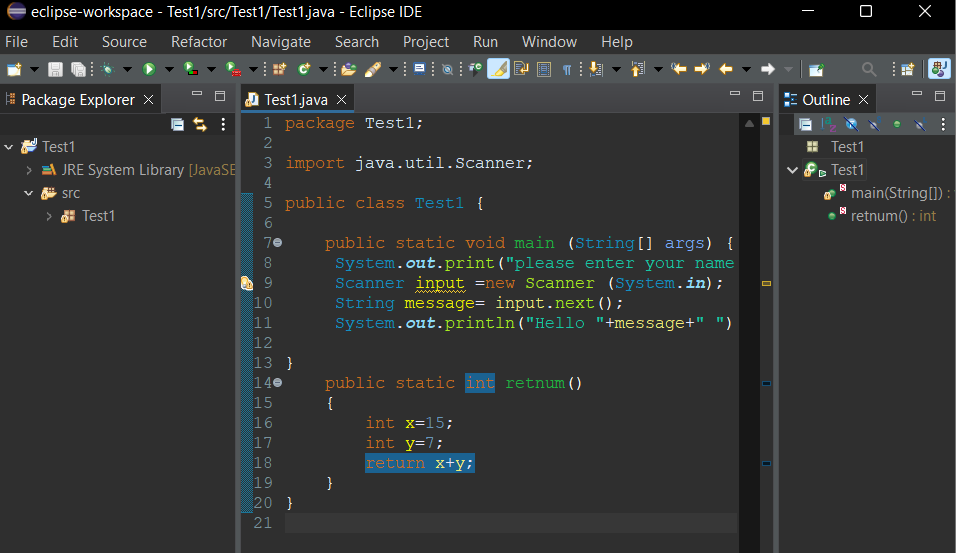 eclipse-workspace - Test1/src/Test1/Test1.java - Eclipse IDE
File Edit Source Refactor Navigate Search Project Run Window Help
Package Explorer
Test1.java
Outline
Test1
JRE System Library [JavaSE
src
Test1
1 package Test1;
2
3 import java.util.Scanner;
4
5 public class Test1 {
6
7 public static void main (String[] args) {
8 System.out.print("please enter your name
9 Scanner input =new Scanner (System.in);
10 String message= input.next();
11 System.out.println("Hello "+message+" ")
12
13 }
14 public static int retnum()
15 {
16 int x=15;
17 int y=7;
18 return x+y;
19 }
20 }
21
Test1
Test1
main(String[]) :
retnum() : int